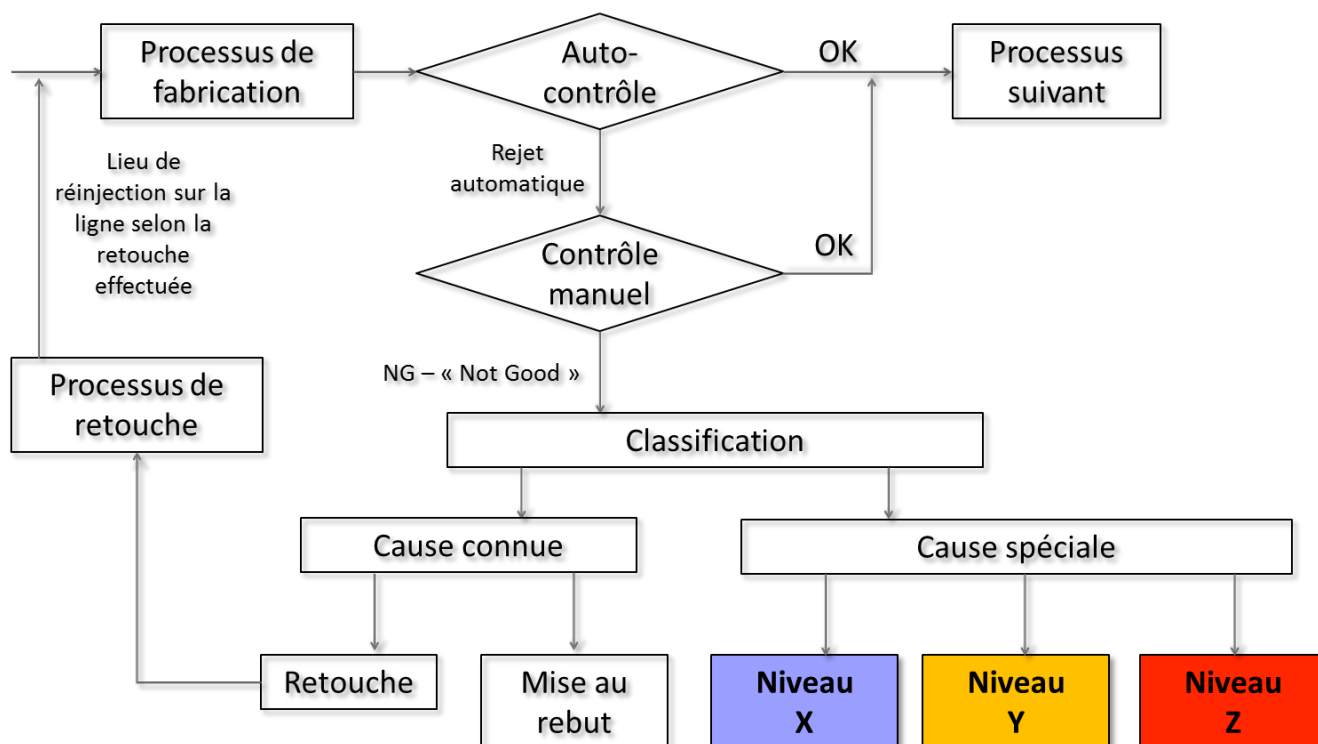 Processus de
fabrication
Auto-
contrôle
OK
Processus
suivant
Lieu de
réinjection sur la
ligne selon la
retouche
effectuée
Rejet
automatique
Contrôle
manuel
OK
Processus de
retouche
NG – « Not Good »
Classification
Cause connue
Cause spéciale
Retouche
Mise au
rebut
Niveau
X
Niveau
Y
Niveau
Z